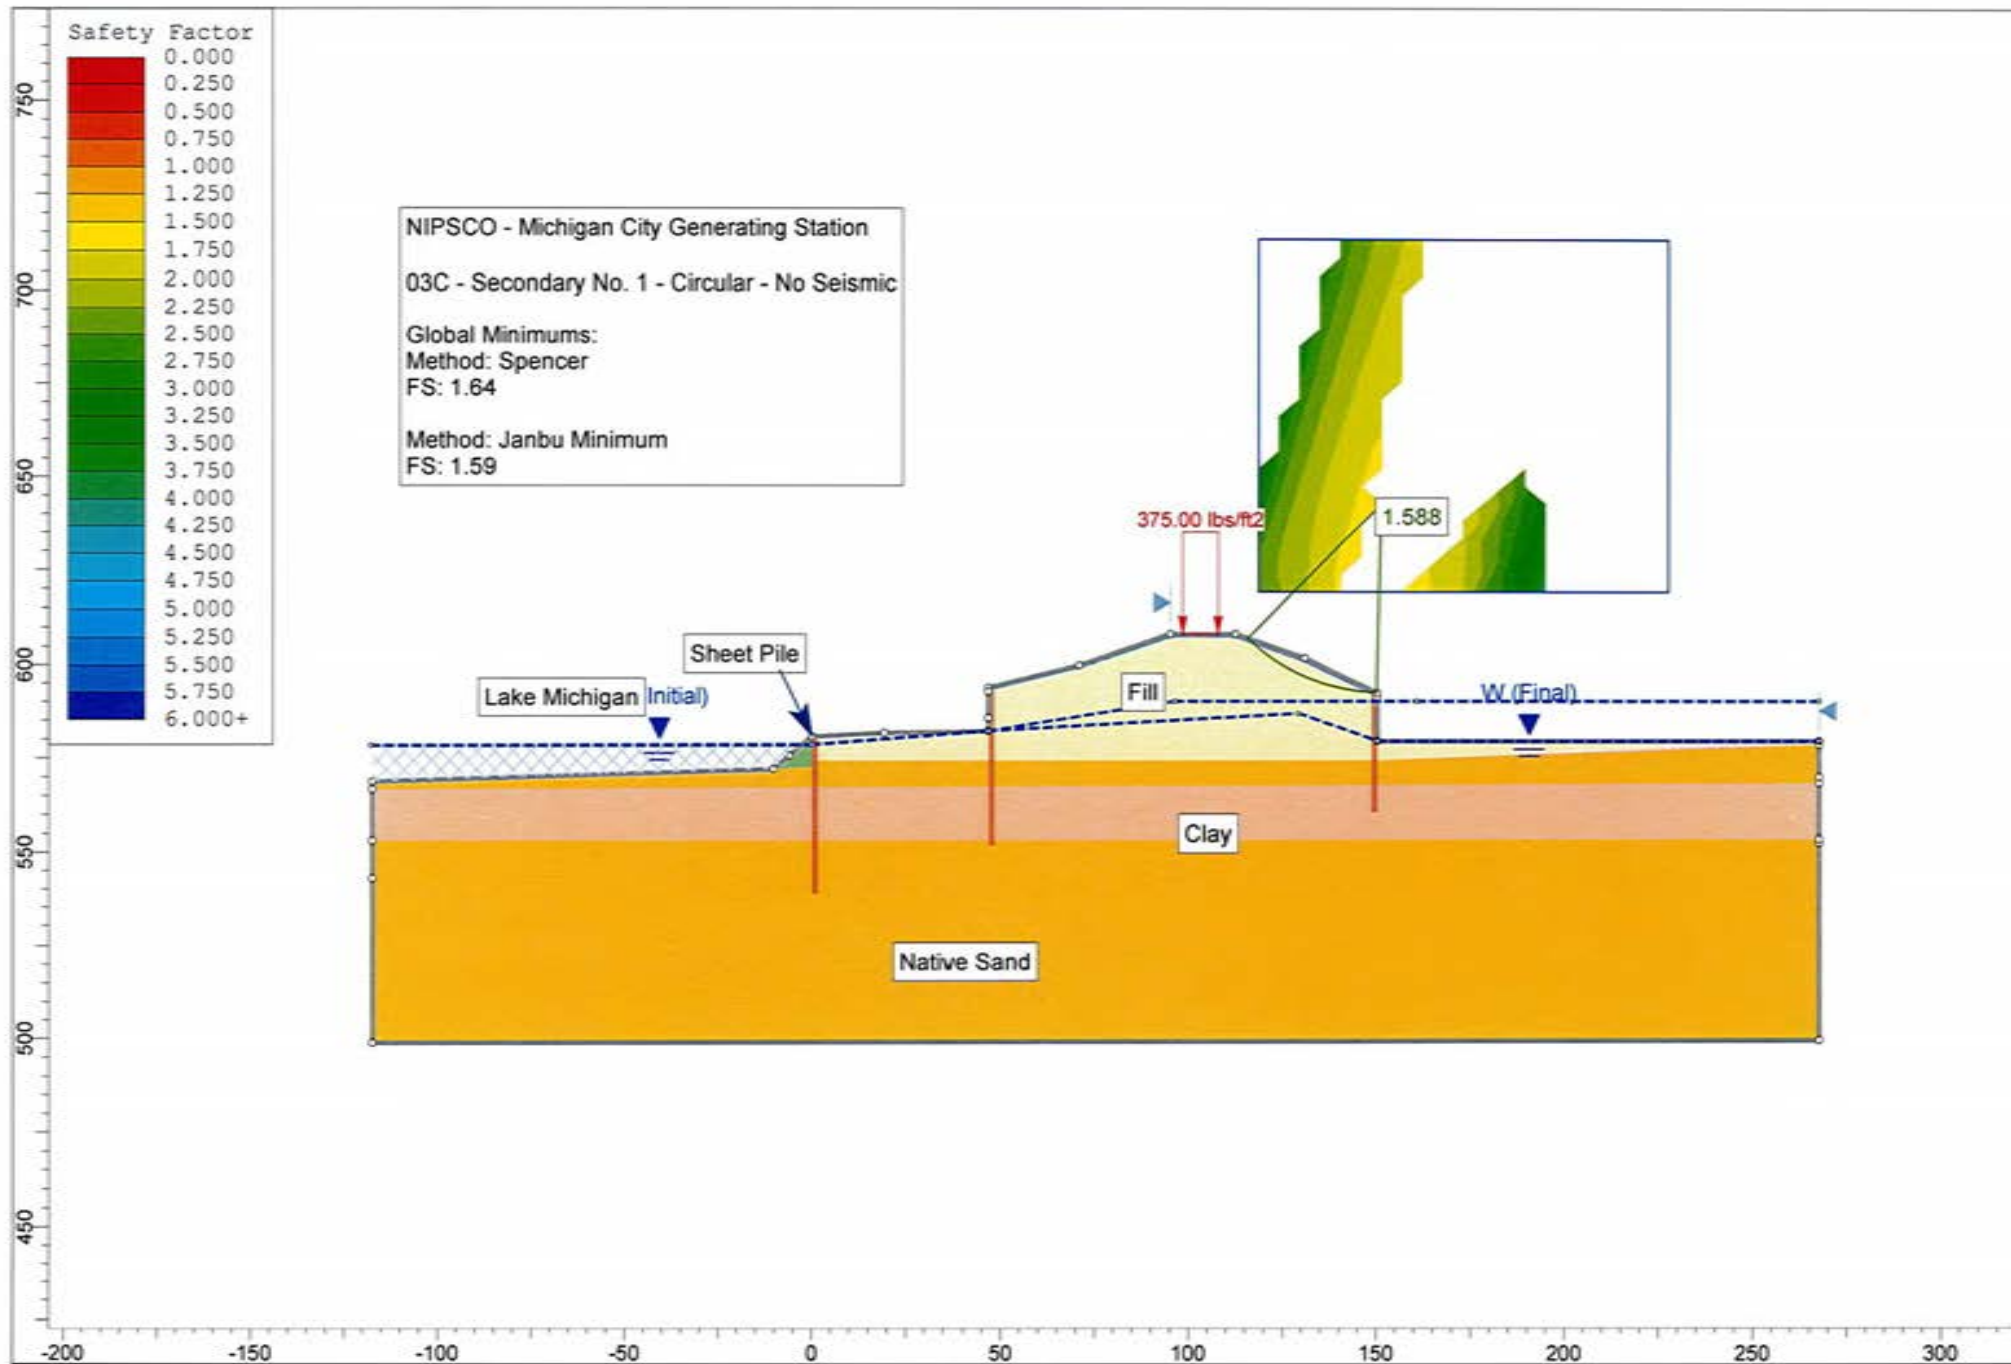 Safety Factor
0.000
0.250
0.500
0.750
1.000
1.250
1.500
1.750
2.000
2.250
2.500
2.750
3.000
3.250
3.500
3.750
4.000
4.250
4.500
4.750
5.000
5.250
5.500
5.750
6.000+
NIPSCO - Michigan City Generating Station
03C - Secondary No. 1 - Circular - No Seismic
Global Minimums:
Method: Spencer
FS: 1.64
Method: Janbu Minimum
FS: 1.59
375.00 lbs/ft2
1.588
Sheet Pile
Lake Michigan Initial)
Fill
W (Final)
Clay
Native Sand
750
700
650
600
550
500
450
-200 -150 -100 -50 0 50 100 150 200 250 300